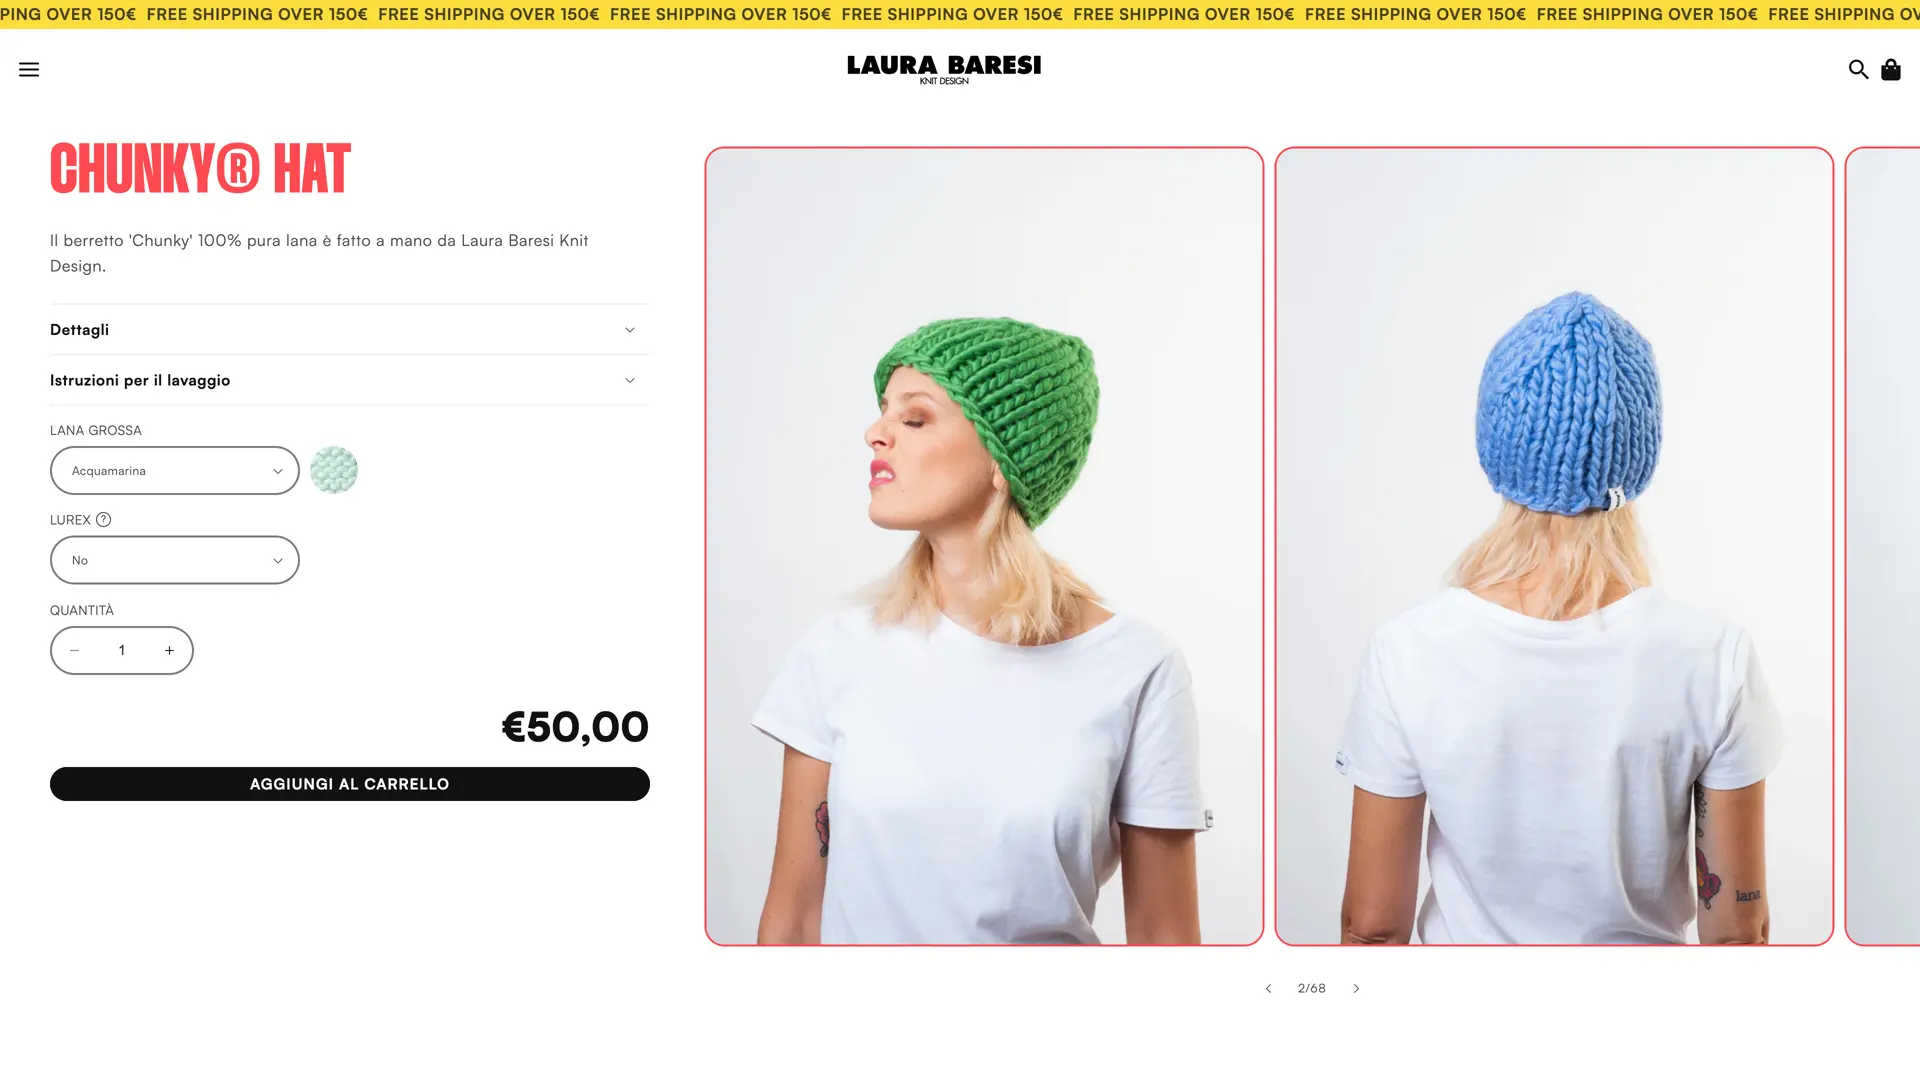 PING OVER 150€ FREE SHIPPING OVER 150€ FREE SHIPPING OVER 150€ FREE SHIPPING OVER 150€ FREE SHIPPING OVER 150€ FREE SHIPPING OVER 150€ FREE SHIPPING OVER 150€ FREE SHIPPING OVER 150€ FREE SHIPPING OV
LAURA BARESI
KNIT DESIGN
CHUNKY® HAT
Il berretto 'Chunky' 100% pura lana è fatto a mano da Laura Baresi Knit
Design.
Dettagli
Istruzioni per il lavaggio
LANA GROSSA
Acquamarina
LUREX ?
No
QUANTITÀ
− 1 +
€50,00
AGGIUNGI AL CARRELLO
lana
2/68